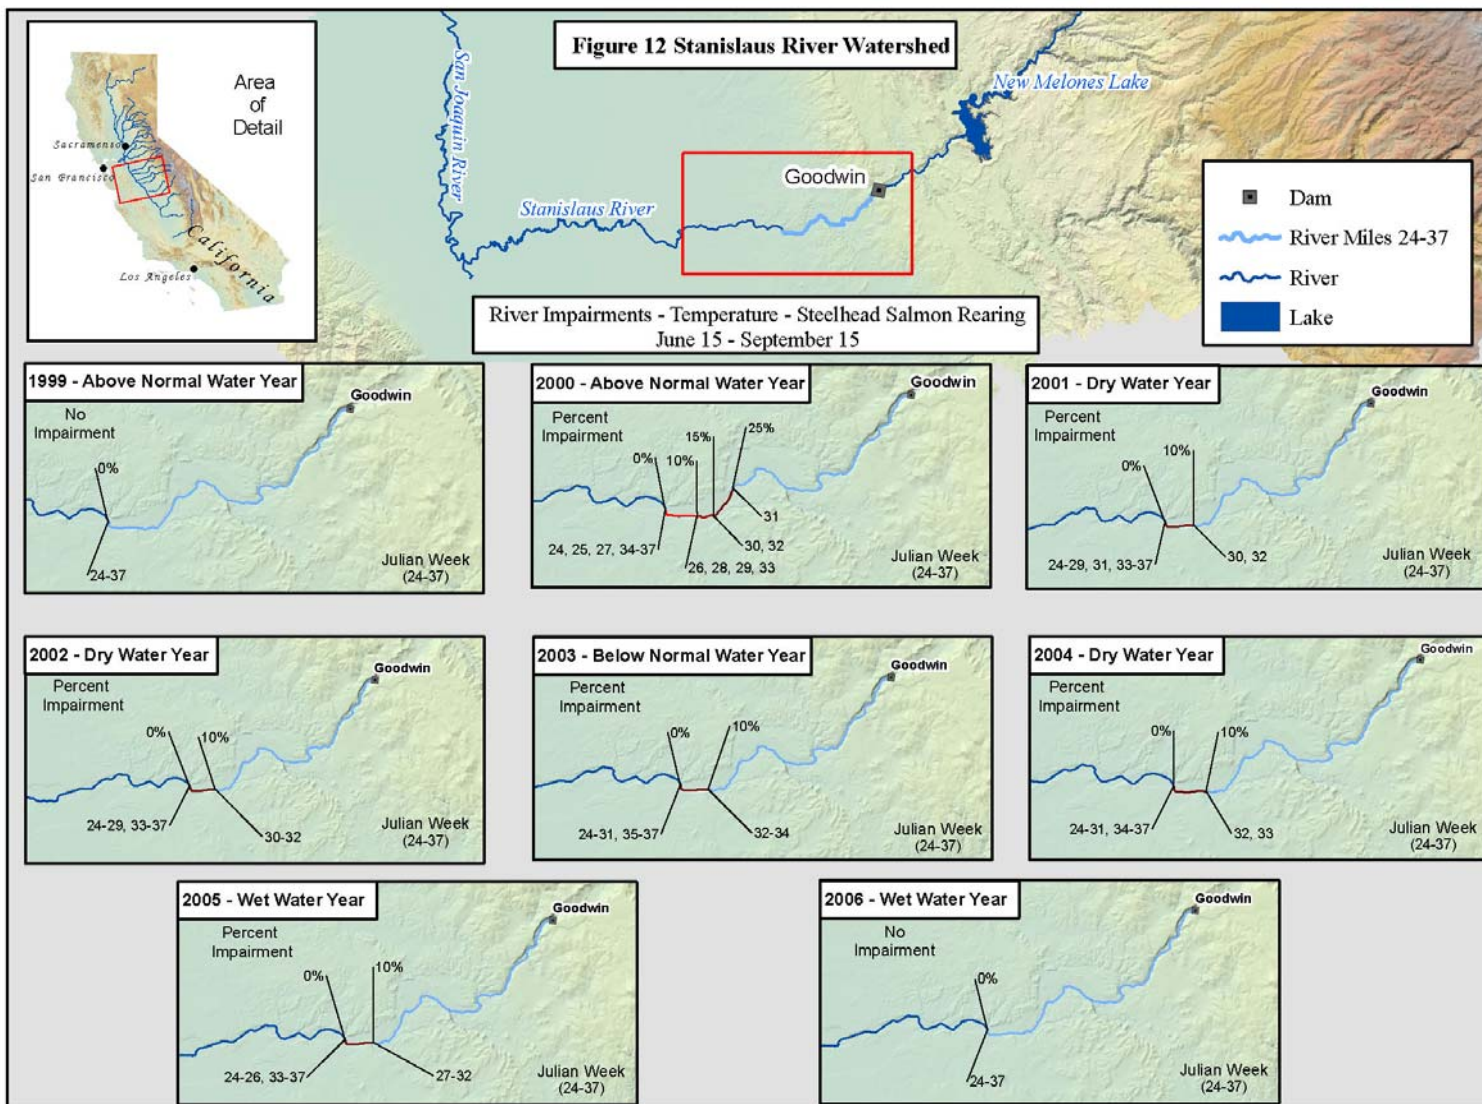 Figure 12 Stanislaus River Watershed
Area
of
Detail
Sacramento
San Francisco
California
Los Angeles
San Joaquin River
Stanislaus River
Goodwin
New Melones Lake
Dam
River Miles 24-37
River
Lake
River Impairments - Temperature - Steelhead Salmon Rearing
June 15 - September 15
1999 - Above Normal Water Year
No
Impairment
Goodwin
0%
24-37
Julian Week
(24-37)
2000 - Above Normal Water Year
Percent
Impairment
Goodwin
0%
10%
15%
25%
31
30, 32
26, 28, 29, 33
24, 25, 27, 34-37
Julian Week
(24-37)
2001 - Dry Water Year
Percent
Impairment
Goodwin
0%
10%
24-29, 31, 33-37
30, 32
Julian Week
(24-37)
2002 - Dry Water Year
Percent
Impairment
Goodwin
0%
10%
24-29, 33-37
30-32
Julian Week
(24-37)
2003 - Below Normal Water Year
Percent
Impairment
Goodwin
0%
10%
24-31, 35-37
32-34
Julian Week
(24-37)
2004 - Dry Water Year
Percent
Impairment
Goodwin
0%
10%
24-31, 34-37
32, 33
Julian Week
(24-37)
2005 - Wet Water Year
Percent
Impairment
Goodwin
0%
10%
24-26, 33-37
27-32
Julian Week
(24-37)
2006 - Wet Water Year
No
Impairment
Goodwin
0%
24-37
Julian Week
(24-37)